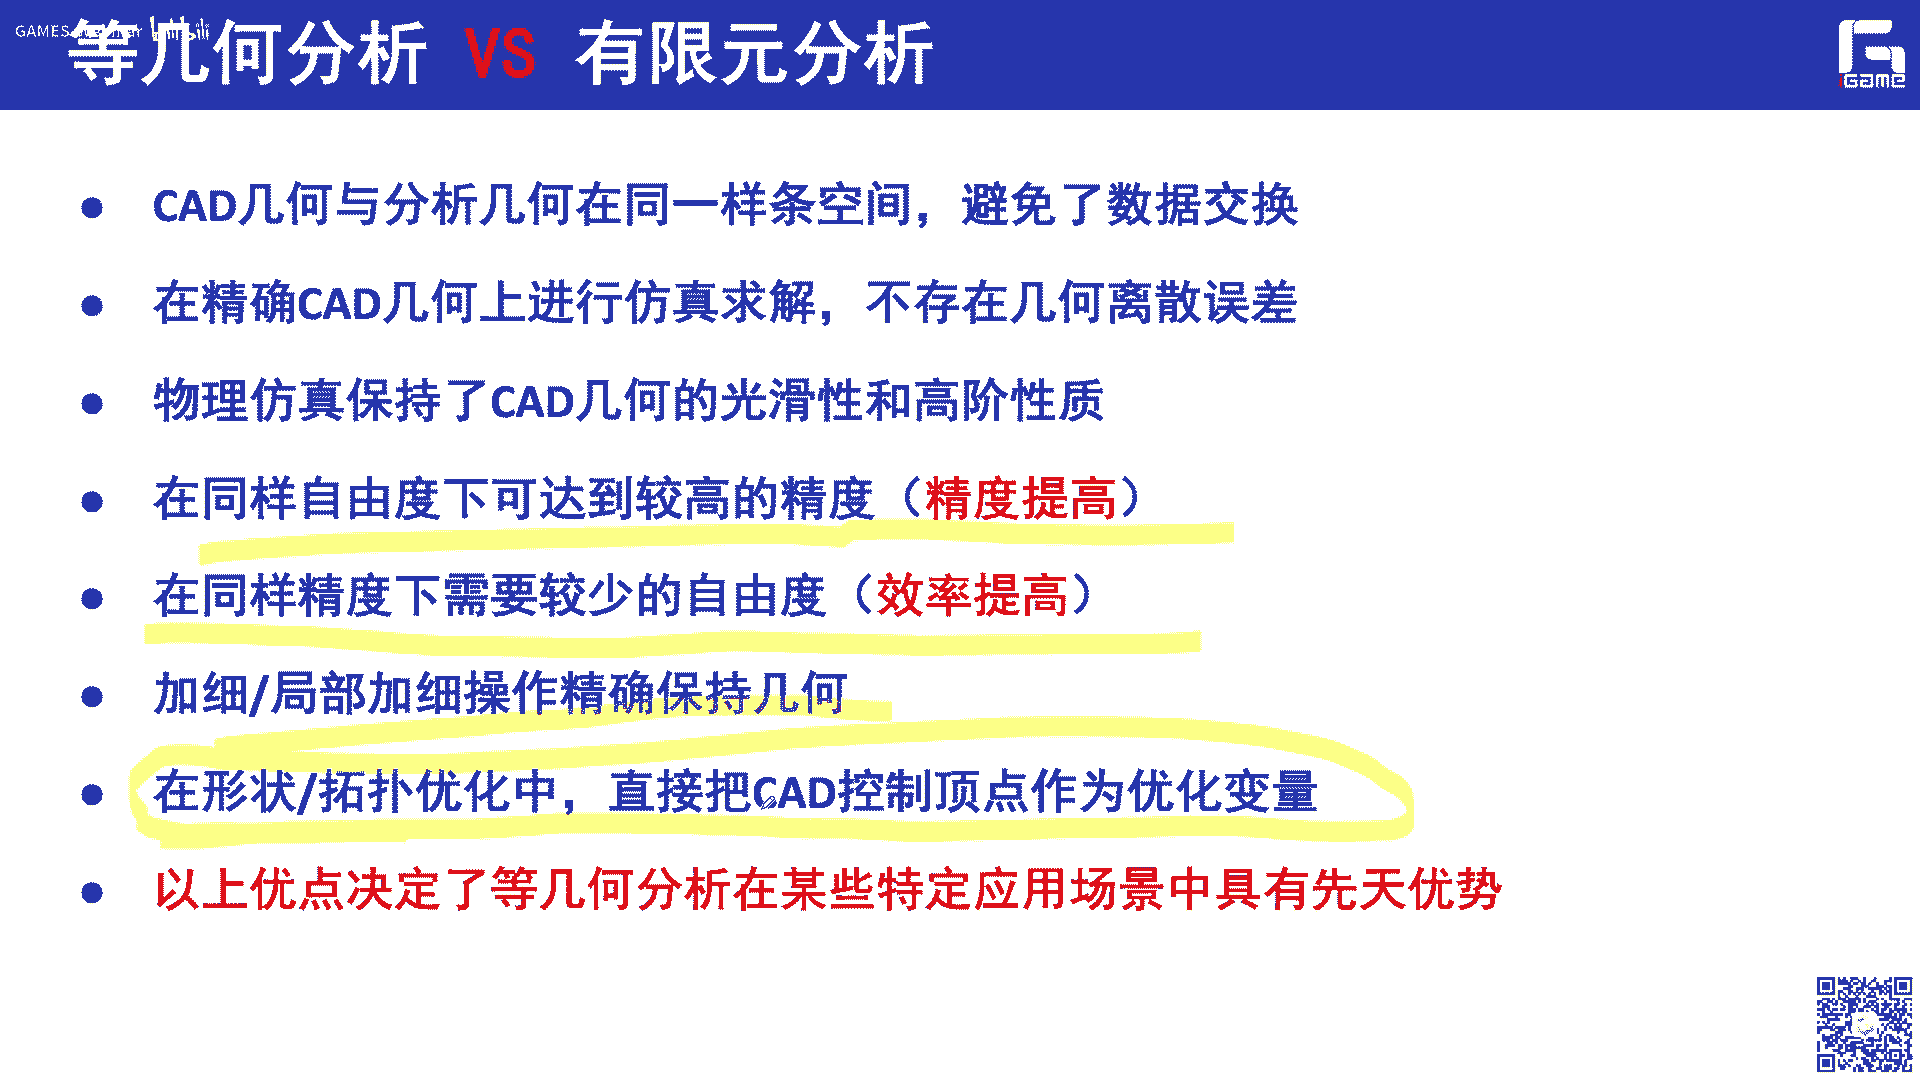 GAMES
等几何分析 VS 有限元分析
iGAME
CAD几何与分析几何在同一样条空间，避免了数据交换
在精确CAD几何上进行仿真求解，不存在几何离散误差
物理仿真保持了CAD几何的光滑性和高阶性质
在同样自由度下可达到较高的精度（精度提高）
在同样精度下需要较少的自由度（效率提高）
加细/局部加细操作精确保持几何
在形状/拓扑优化中，直接把CAD控制顶点作为优化变量
以上优点决定了等几何分析在某些特定应用场景中具有先天优势